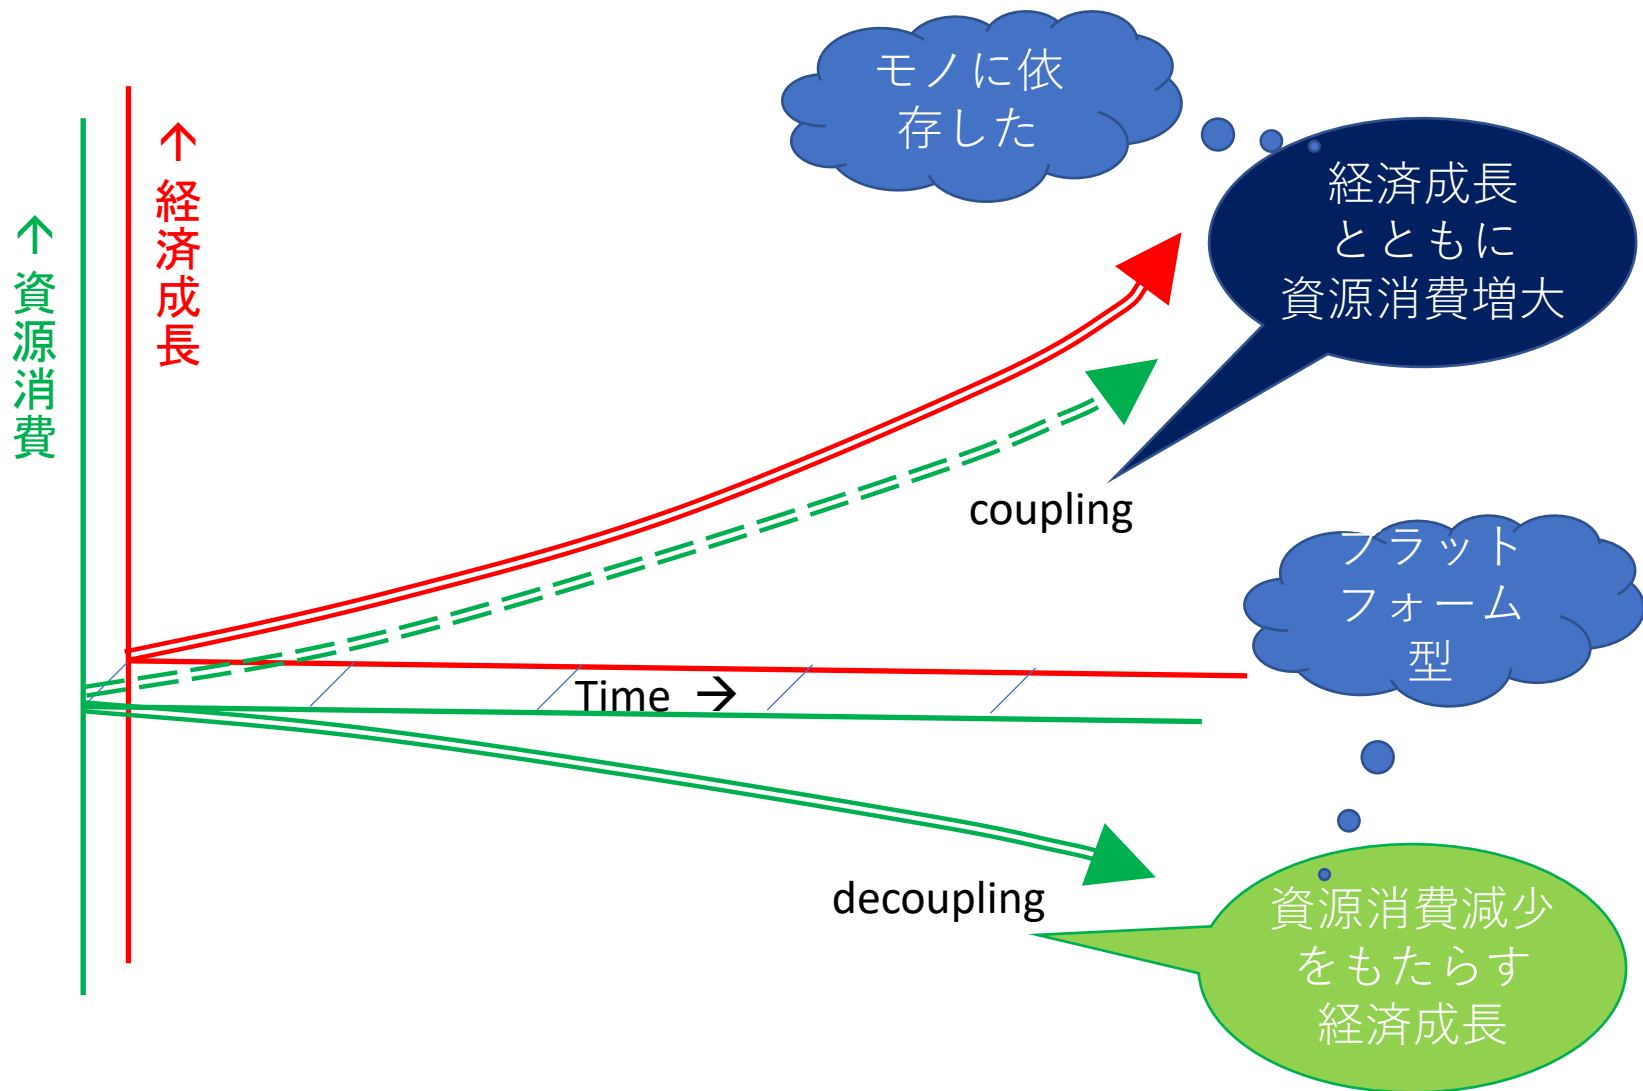 モノに依
存した
経済成長
とともに
資源消費増大
↑経済成長
↑資源消費
coupling
プラット
フォーム
型
Time →
decoupling
資源消費減少
をもたらす
経済成長